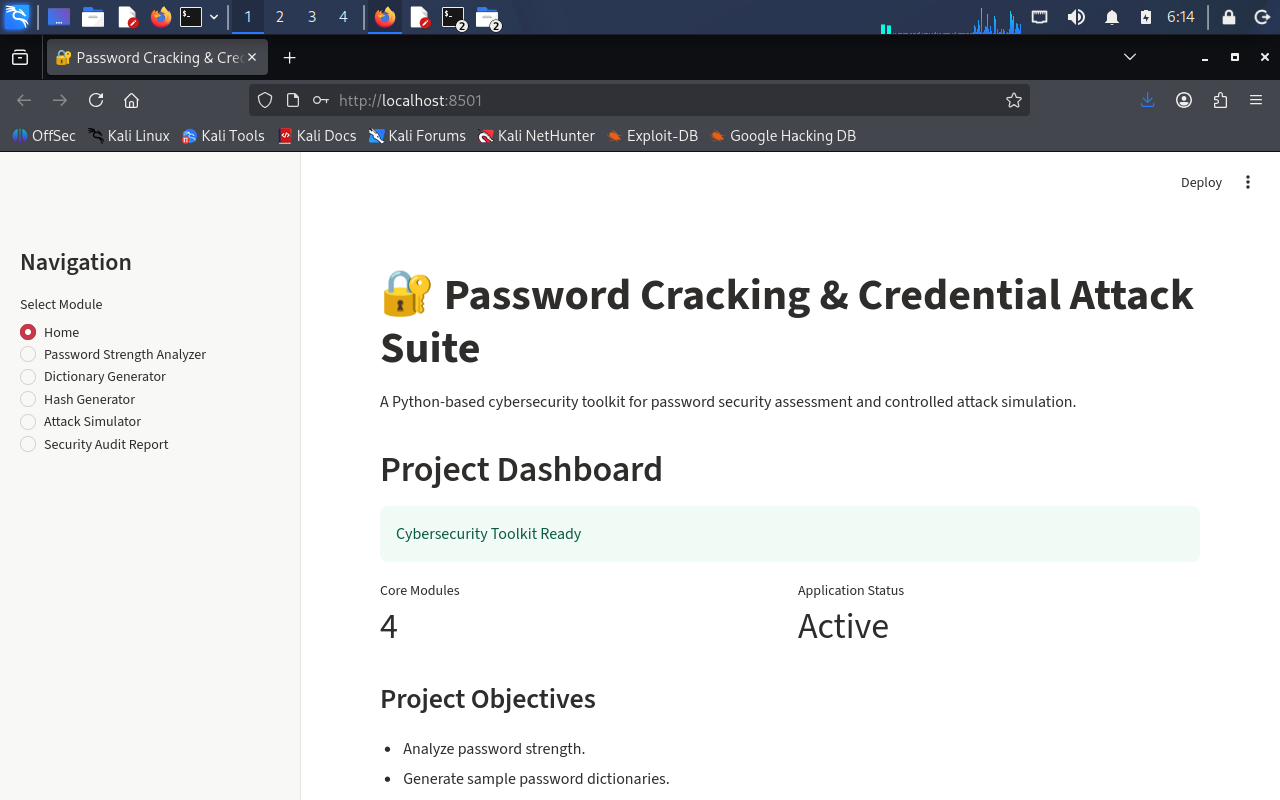 1 2 3 4 2 2 6:14
🔐 Password Cracking & Cre
http://localhost:8501
OffSec Kali Linux Kali Tools Kali Docs Kali Forums Kali NetHunter Exploit-DB Google Hacking DB
Deploy
Navigation
Select Module
Home
Password Strength Analyzer
Dictionary Generator
Hash Generator
Attack Simulator
Security Audit Report
🔐 Password Cracking & Credential Attack
Suite
A Python-based cybersecurity toolkit for password security assessment and controlled attack simulation.
Project Dashboard
Cybersecurity Toolkit Ready
Core Modules
4
Application Status
Active
Project Objectives
• Analyze password strength.
• Generate sample password dictionaries.